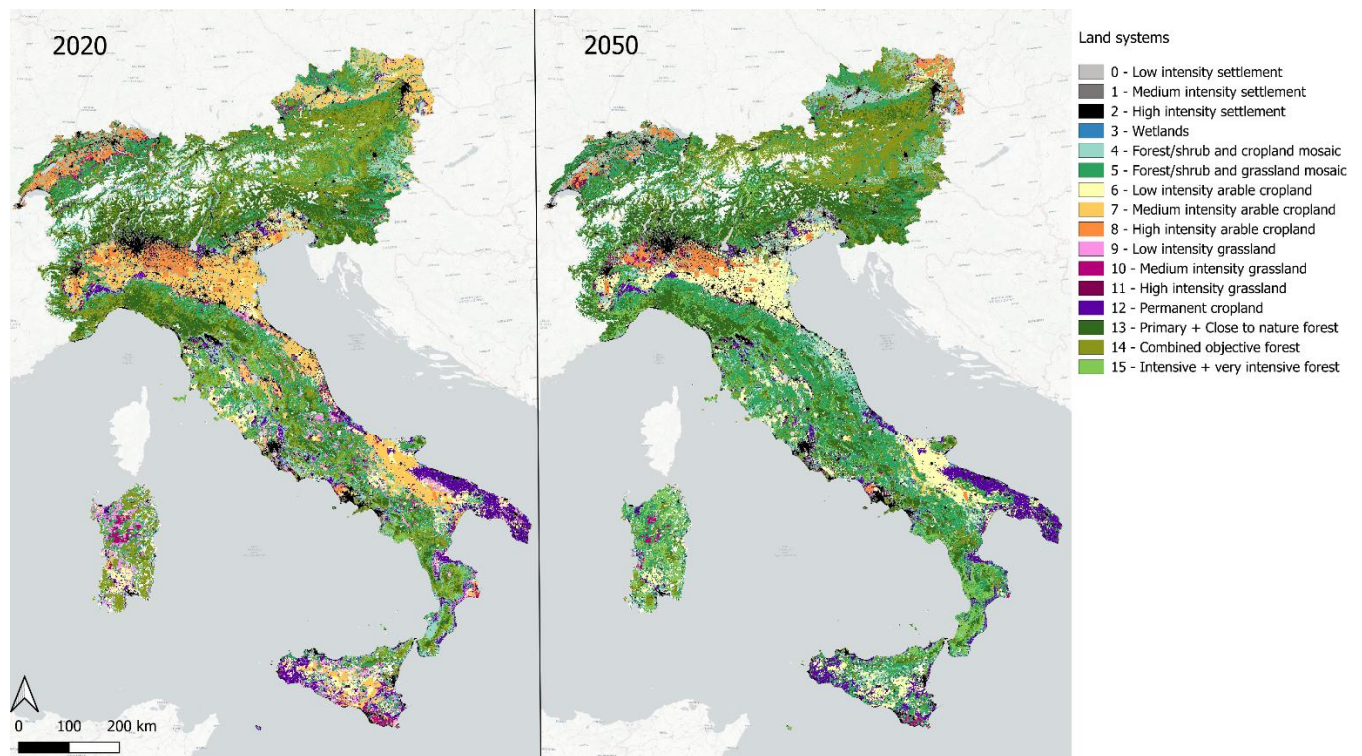 2020
2050
Land systems
0 - Low intensity settlement
1 - Medium intensity settlement
2 - High intensity settlement
3 - Wetlands
4 - Forest/shrub and cropland mosaic
5 - Forest/shrub and grassland mosaic
6 - Low intensity arable cropland
7 - Medium intensity arable cropland
8 - High intensity arable cropland
9 - Low intensity grassland
10 - Medium intensity grassland
11 - High intensity grassland
12 - Permanent cropland
13 - Primary + Close to nature forest
14 - Combined objective forest
15 - Intensive + very intensive forest
0 100 200 km